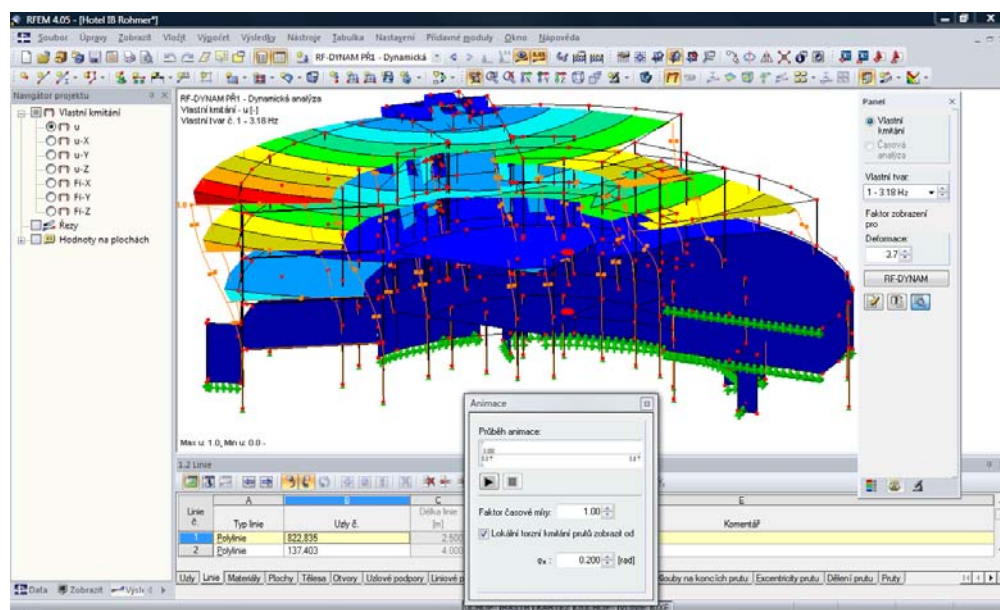 RFEM 4.05 - [Hotel IB Rohmer*]
Soubor Úpravy Zobrazit Vložit Výpočet Výsledky Nástroje Tabulka Nastavení Přídavné moduly Okno Nápověda
RF-DYNAM PŘ1 - Dynamická
Navigátor projektu
Vlastní kmitání
u
u-X
u-Y
u-Z
Fi-X
Fi-Y
Fi-Z
Řezy
Hodnoty na plochách
Data Zobrazit Výsl
RF-DYNAM PŘ1 - Dynamická analýza
Vlastní kmitání - u [-]
Vlastní tvar č. 1 - 3.18 Hz
Max u: 1.0, Min u: 0.0 -
Panel
Vlastní
kmitání
Časová
analýza
Vlastní tvar:
1 - 3.18 Hz
Faktor zobrazení
pro
Deformace:
3.7
RF-DYNAM
1.2 Linie
A B C E
Linie
č.
Typ linie
Uzly č.
Délka linie
[m]
Komentář
1 Polylinie 822,835 2.500
2 Polylinie 137,403 4.000
Uzly Linie Materiály Plochy Tělesa Otvory Uzlové podpory Liniové p
Klouby na koncích prutu Excentricity prutu Dělení prutu Pruty
Animace
Průběh animace:
1.00
Faktor časové míry: 1.00
Lokální torzní kmitání prutů zobrazit od
φx : 0.200 [rad]